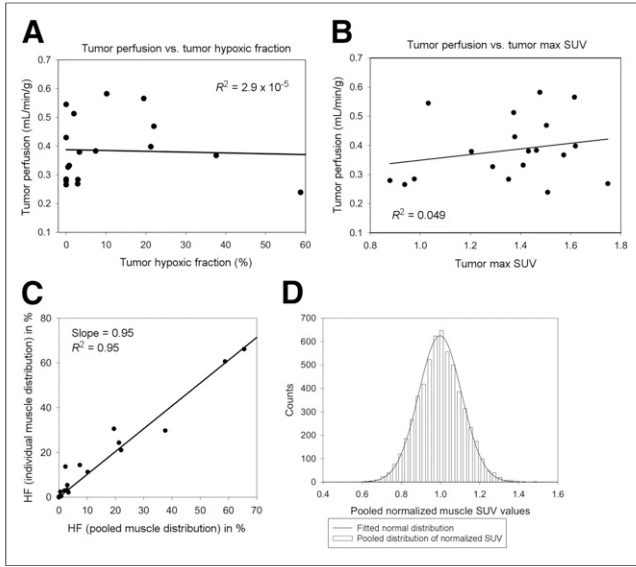 A
Tumor perfusion vs. tumor hypoxic fraction
R² = 2.9 x 10⁻⁵
Tumor perfusion (mL/min/g)
0.7
0.6
0.5
0.4
0.3
0.2
0.1
0 10 20 30 40 50 60
Tumor hypoxic fraction (%)
B
Tumor perfusion vs. tumor max SUV
Tumor perfusion (mL/min/g)
0.7
0.6
0.5
0.4
0.3
0.2
0.1
R² = 0.049
0.8 1.0 1.2 1.4 1.6 1.8
Tumor max SUV
C
Slope = 0.95
R² = 0.95
HF (individual muscle distribution) in %
80
60
40
20
0
0 10 20 30 40 50 60 70
HF (pooled muscle distribution) in %
D
Counts
700
600
500
400
300
200
100
0
0.4 0.6 0.8 1.0 1.2 1.4 1.6
Pooled normalized muscle SUV values
Fitted normal distribution
Pooled distribution of normalized SUV